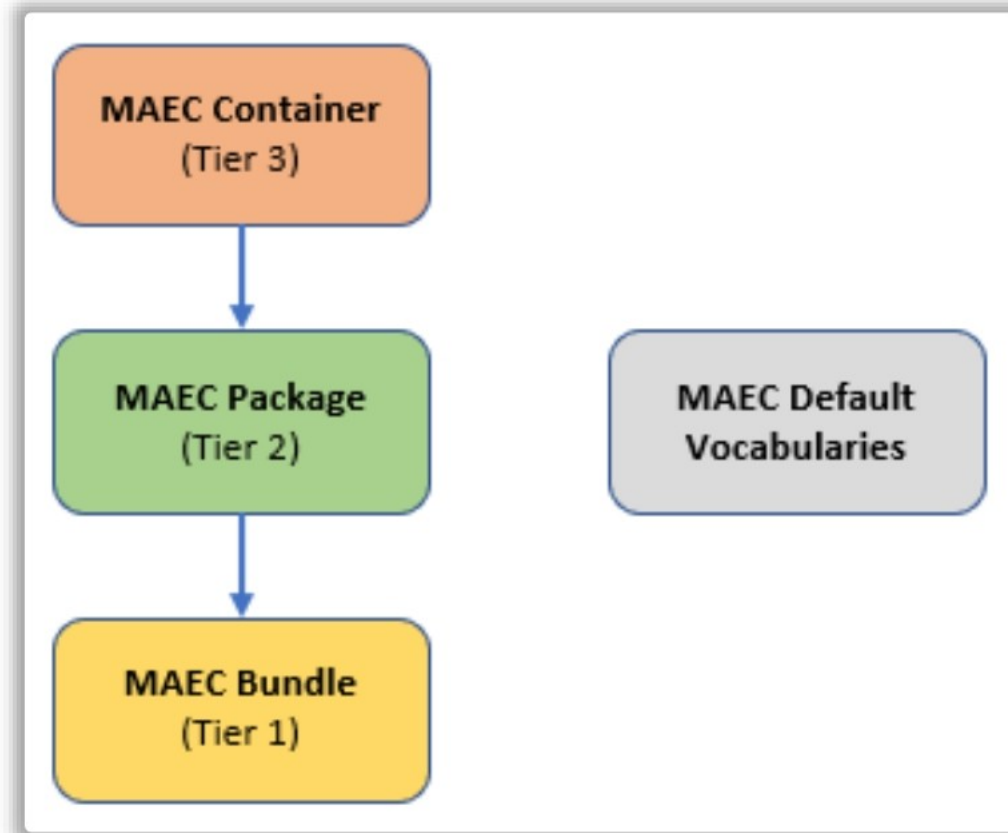 MAEC Container
(Tier 3)
MAEC Package
(Tier 2)
MAEC Default
Vocabularies
MAEC Bundle
(Tier 1)